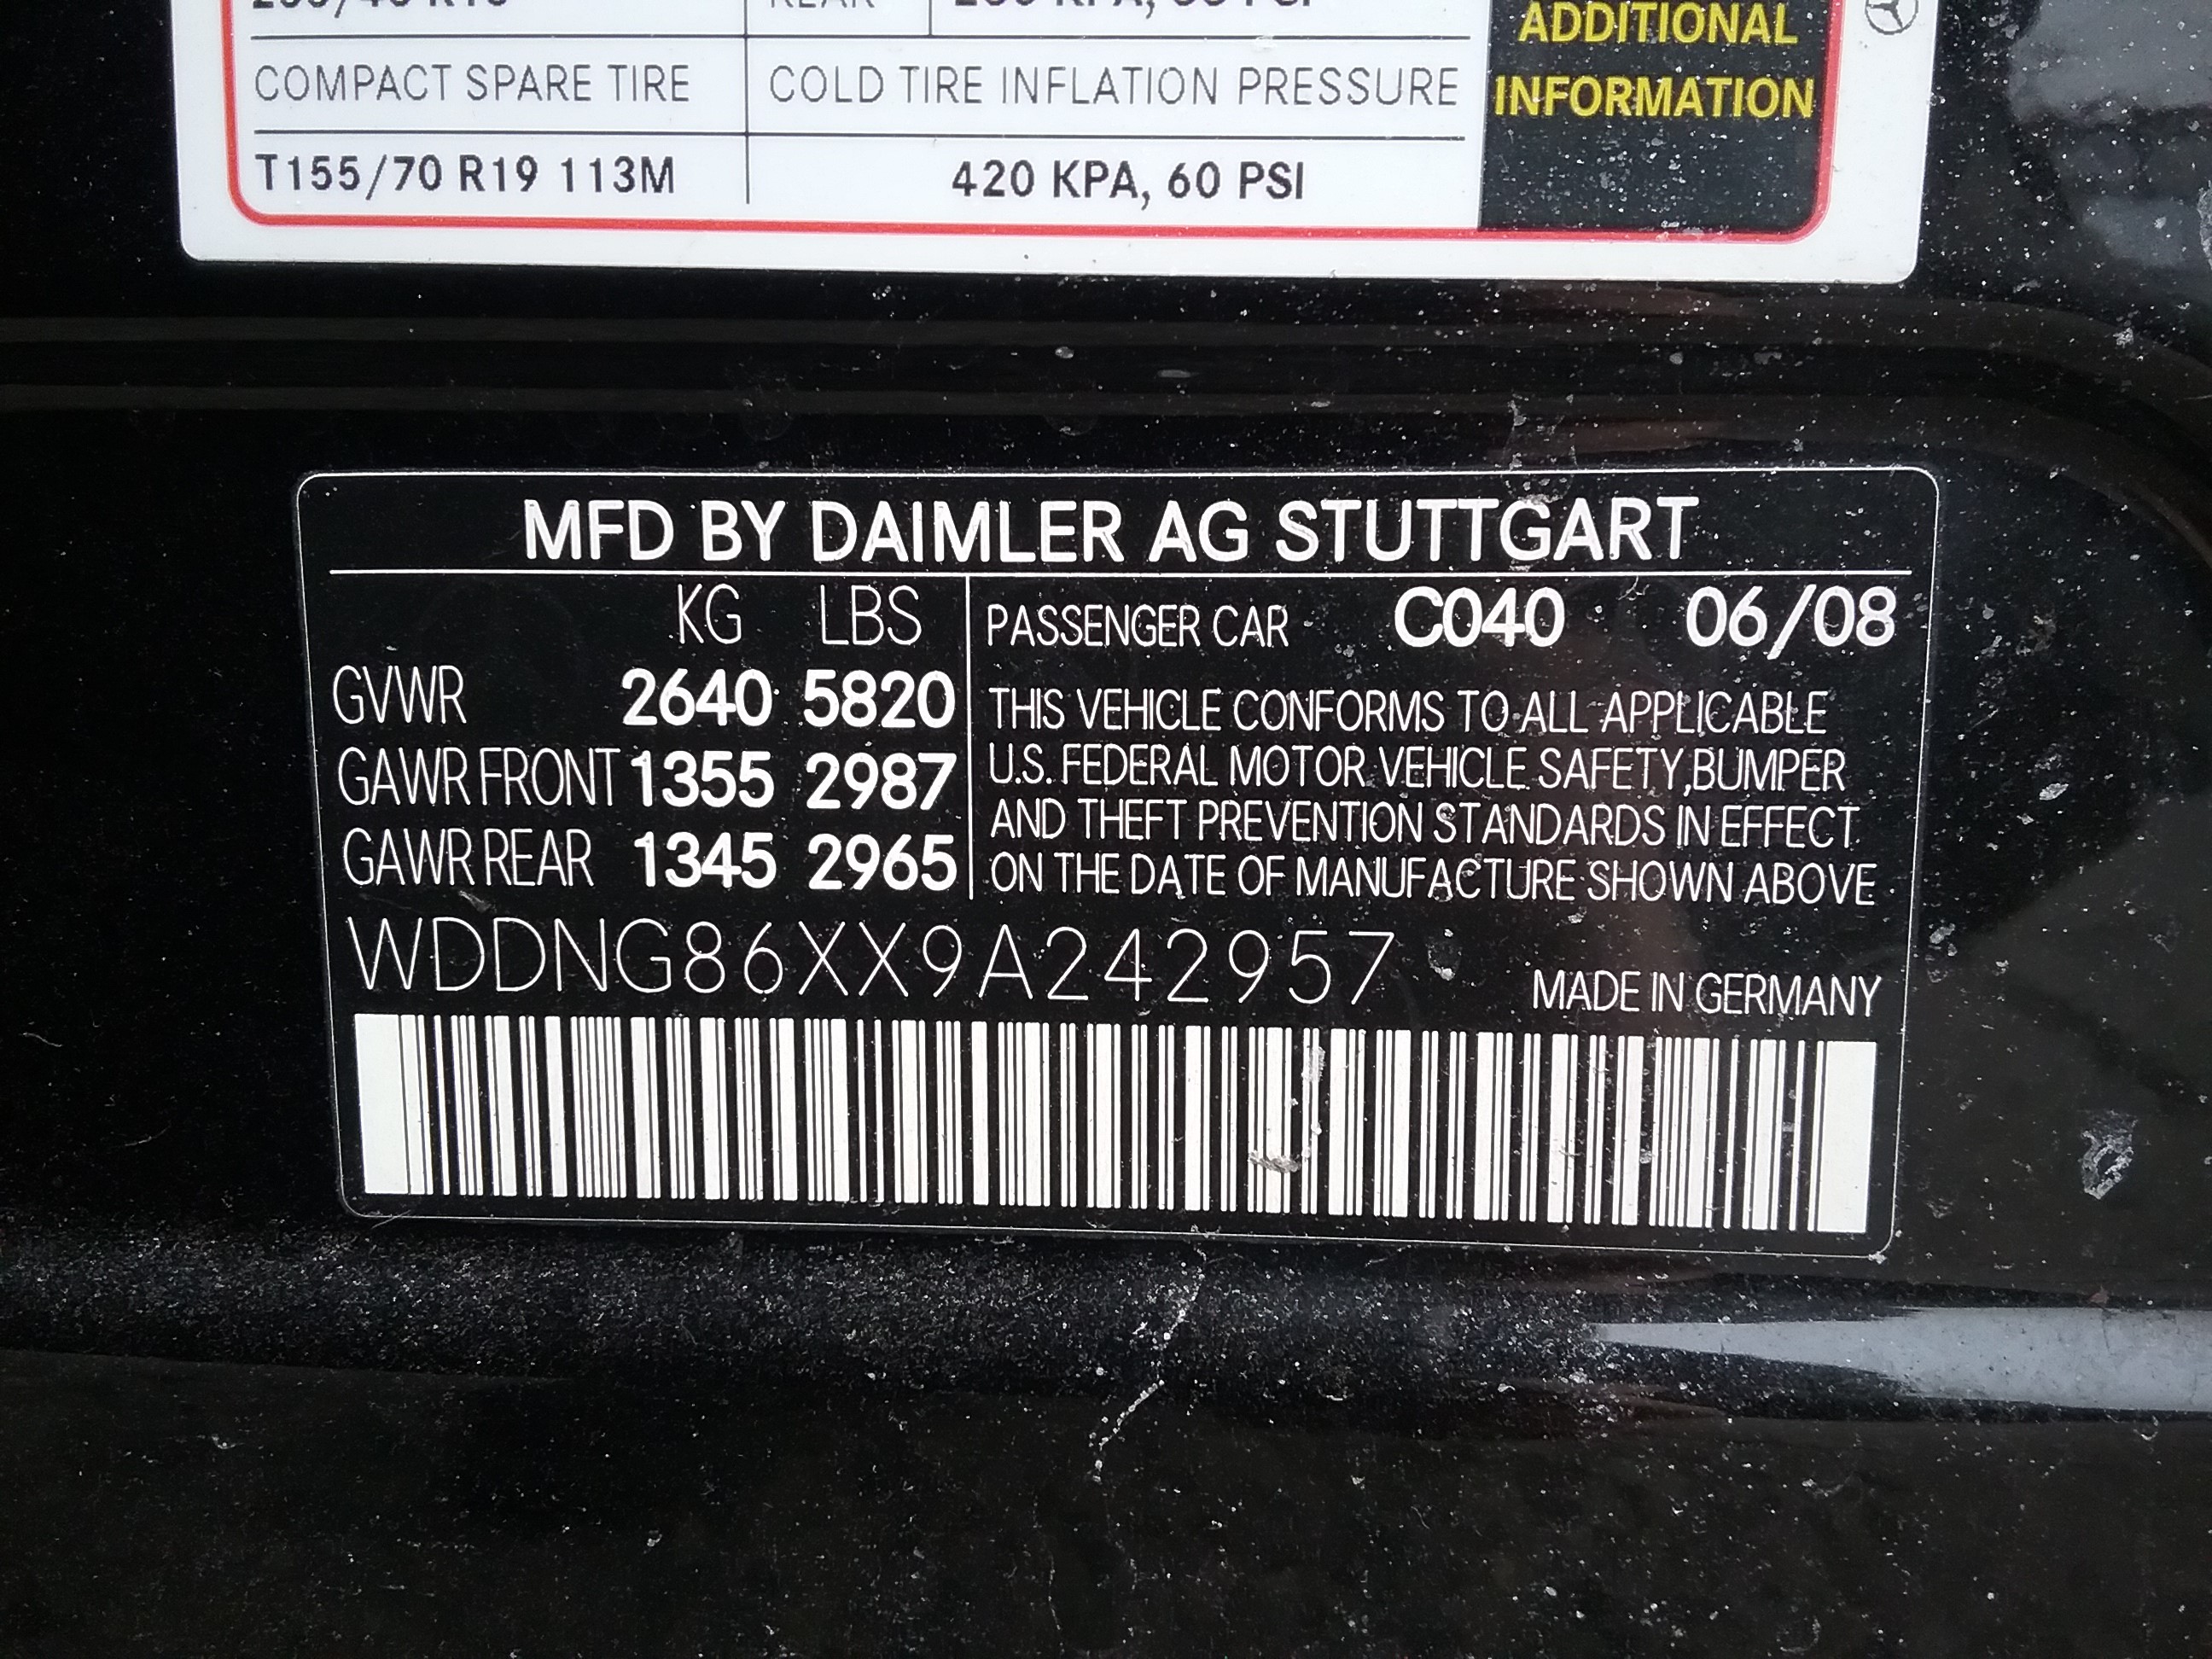 REAR
ADDITIONAL
COMPACT SPARE TIRE COLD TIRE INFLATION PRESSURE INFORMATION
T155/70 R19 113M 420 KPA, 60 PSI
MFD BY DAIMLER AG STUTTGART
KG LBS PASSENGER CAR C040 06/08
GVWR 2640 5820 THIS VEHICLE CONFORMS TO ALL APPLICABLE
GAWR FRONT 1355 2987 U.S. FEDERAL MOTOR VEHICLE SAFETY,BUMPER
AND THEFT PREVENTION STANDARDS IN EFFECT
GAWR REAR 1345 2965 ON THE DATE OF MANUFACTURE SHOWN ABOVE
WDDNG86XX9A242957 MADE IN GERMANY